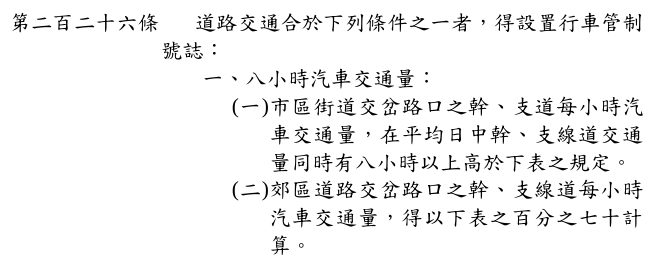 第二百二十六條　　道路交通合於下列條件之一者，得設置行車管制
號誌：
一、八小時汽車交通量：
(一)市區街道交岔路口之幹、支道每小時汽
車交通量，在平均日中幹、支線道交通
量同時有八小時以上高於下表之規定。
(二)郊區道路交岔路口之幹、支線道每小時
汽車交通量，得以下表之百分之七十計
算。